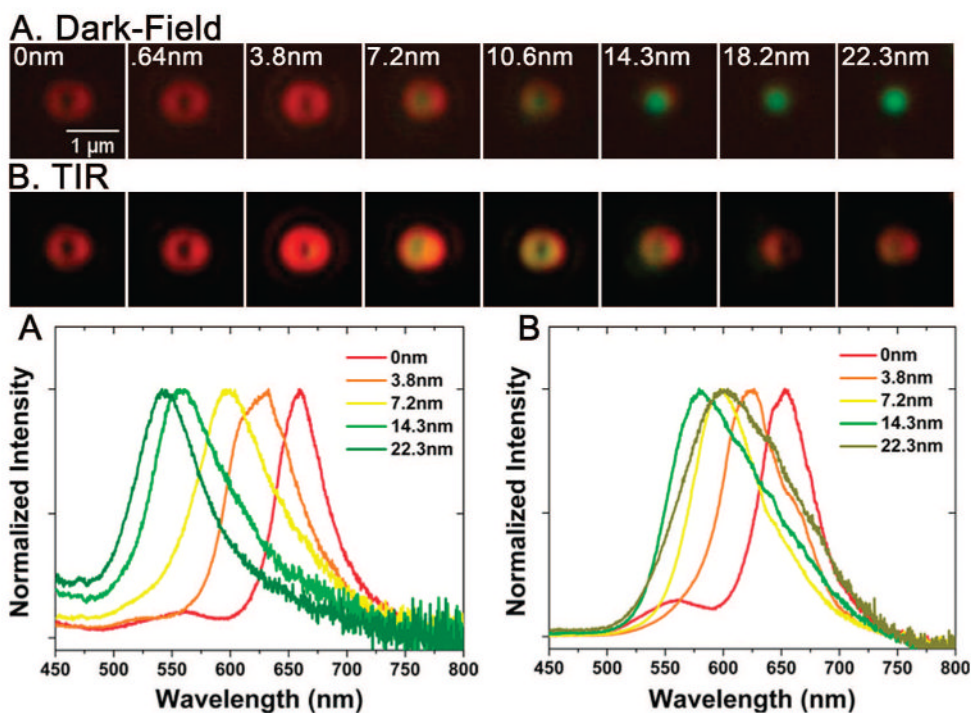 A. Dark-Field
0nm .64nm 3.8nm 7.2nm 10.6nm 14.3nm 18.2nm 22.3nm
1 μm
B. TIR
A
Normalized Intensity
0nm
3.8nm
7.2nm
14.3nm
22.3nm
450 500 550 600 650 700 750 800
Wavelength (nm)
B
Normalized Intensity
0nm
3.8nm
7.2nm
14.3nm
22.3nm
450 500 550 600 650 700 750 800
Wavelength (nm)